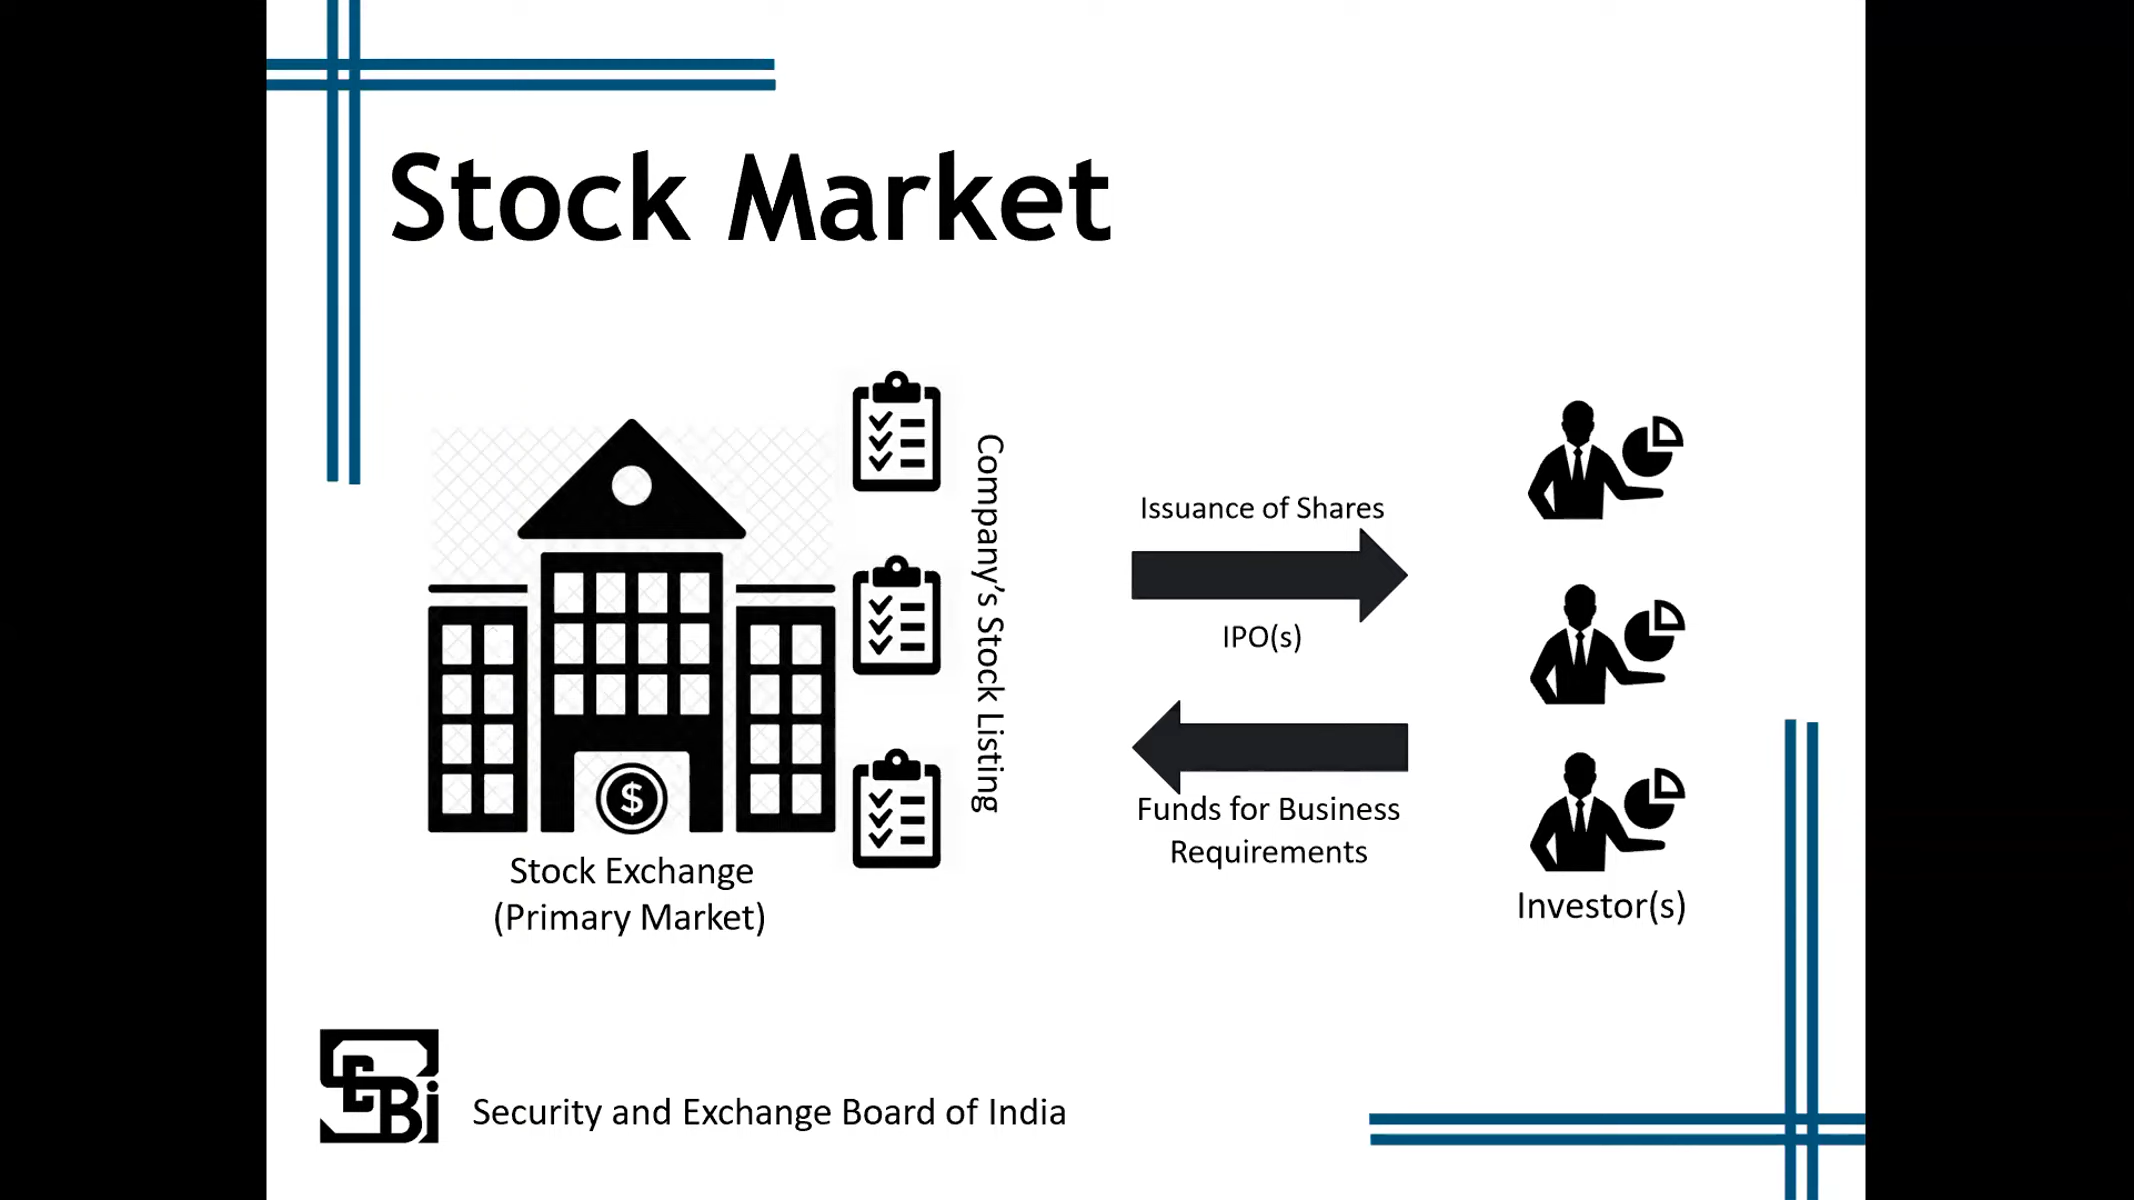 Stock Market
Company's Stock Listing
Issuance of Shares
IPO(s)
Funds for Business
Requirements
$
Stock Exchange
(Primary Market)
Investor(s)
SEBi
Security and Exchange Board of India